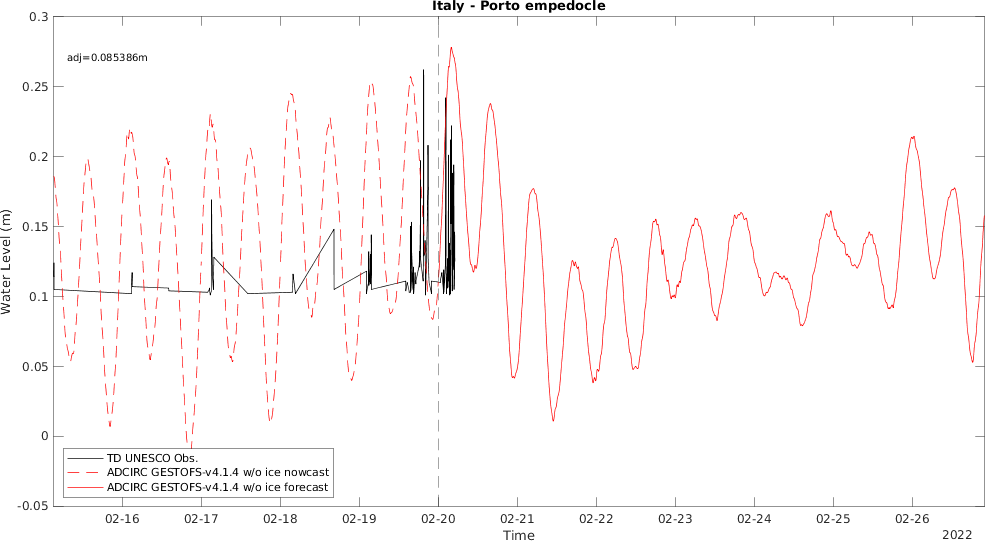 Italy - Porto empedocle
adj=0.085386m
0.3
0.25
0.2
0.15
0.1
0.05
0
-0.05
Water Level (m)
TD UNESCO Obs.
ADCIRC GESTOFS-v4.1.4 w/o ice nowcast
ADCIRC GESTOFS-v4.1.4 w/o ice forecast
02-16 02-17 02-18 02-19 02-20 02-21 02-22 02-23 02-24 02-25 02-26
Time
2022